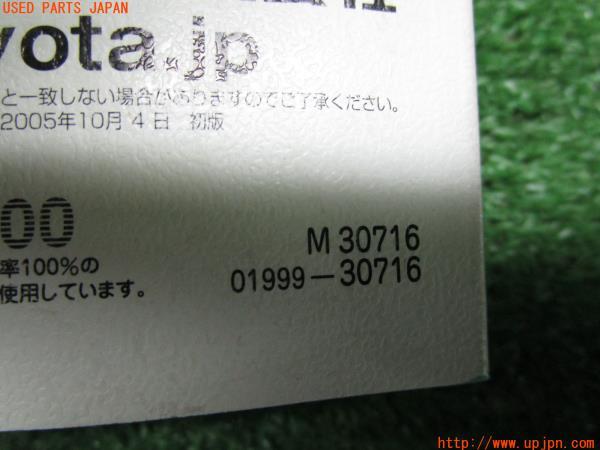 USED PARTS JAPAN
yota.jp
と一致しない場合がありますのでご了承ください。
2005年10月 4日 初版
00
率100%の
使用しています。
M 30716
01999-30716
http://www.upjpn.com/